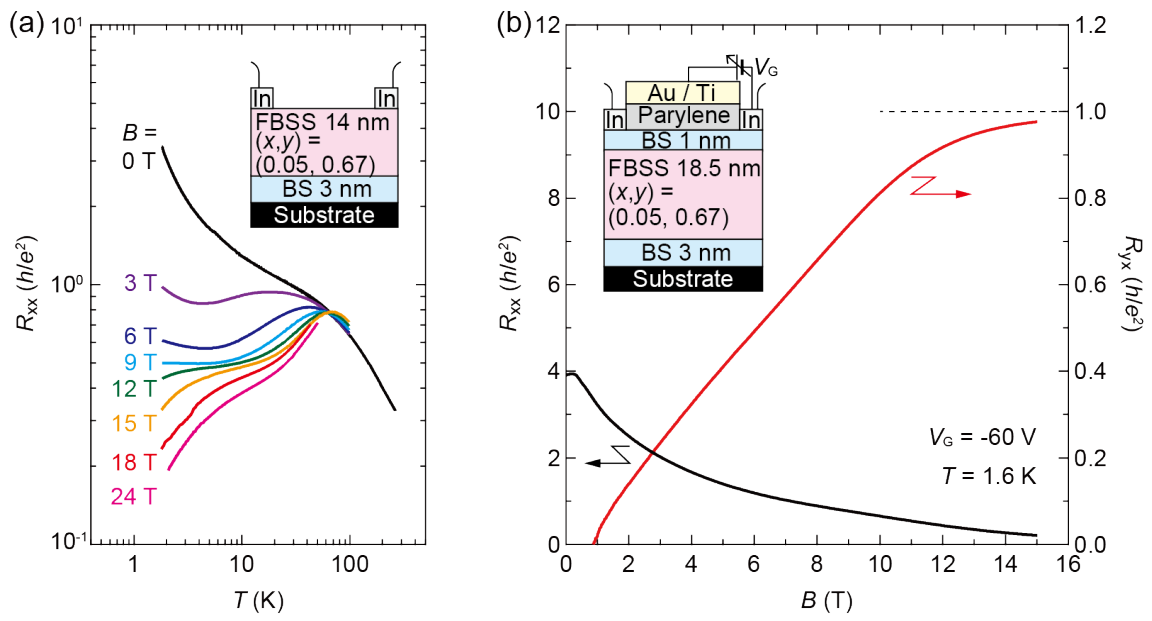 (a)
10¹
10⁰
10⁻¹
Rxx (h/e²)
B =
0 T
3 T
6 T
9 T
12 T
15 T
18 T
24 T
In
In
FBSS 14 nm
(x,y) =
(0.05, 0.67)
BS 3 nm
Substrate
1
10
100
T (K)
(b)
12
10
8
6
4
2
0
Rxx (h/e²)
VG
Au / Ti
In
Parylene
In
BS 1 nm
FBSS 18.5 nm
(x,y) =
(0.05, 0.67)
BS 3 nm
Substrate
VG = -60 V
T = 1.6 K
1.2
1.0
0.8
0.6
0.4
0.2
0.0
Ryx (h/e²)
0
2
4
6
8
10
12
14
16
B (T)